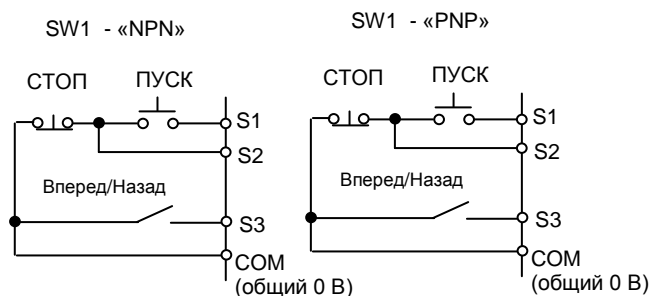 SW1 - «NPN»
СТОП ПУСК
S1
S2
Вперед/Назад
S3
COM
(общий 0 В)
SW1 - «PNP»
СТОП ПУСК
S1
S2
Вперед/Назад
S3
COM
(общий 0 В)